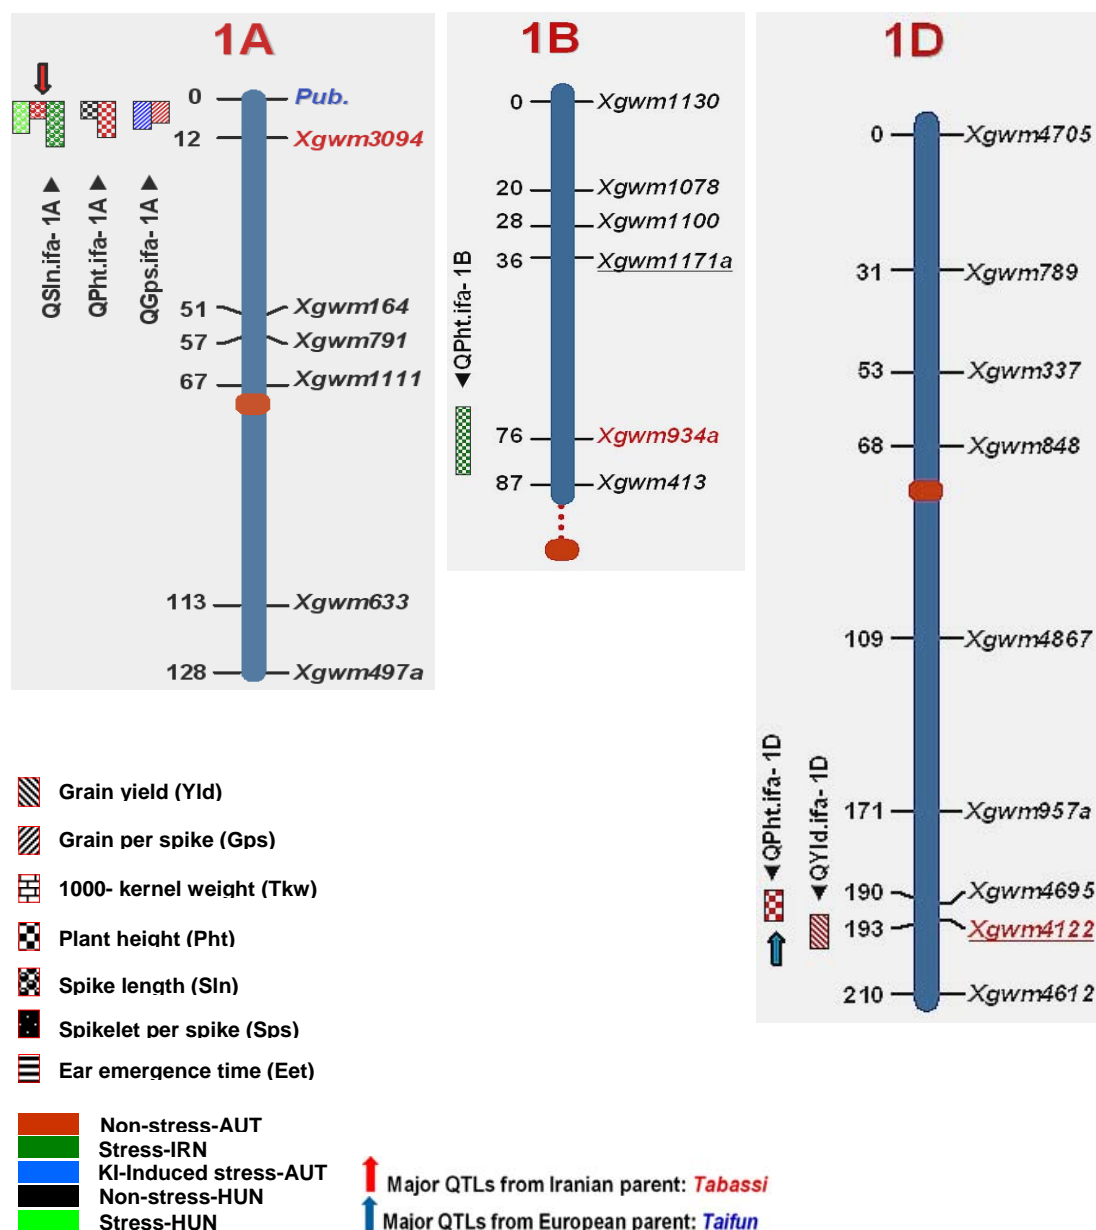 1A
0 Pub.
12 Xgwm3094
QSln.ifa- 1A ▶
QPht.ifa- 1A ▶
QGps.ifa- 1A ▶
51 Xgwm164
57 Xgwm791
67 Xgwm1111
113 Xgwm633
128 Xgwm497a
1B
0 Xgwm1130
20 Xgwm1078
28 Xgwm1100
36 Xgwm1171a
◀QPht.ifa- 1B
76 Xgwm934a
87 Xgwm413
1D
0 Xgwm4705
31 Xgwm789
53 Xgwm337
68 Xgwm848
109 Xgwm4867
◀QPht.ifa- 1D
◀QYld.ifa- 1D
171 Xgwm957a
190 Xgwm4695
193 Xgwm4122
210 Xgwm4612
Grain yield (Yld)
Grain per spike (Gps)
1000- kernel weight (Tkw)
Plant height (Pht)
Spike length (Sln)
Spikelet per spike (Sps)
Ear emergence time (Eet)
Non-stress-AUT
Stress-IRN
KI-Induced stress-AUT
Non-stress-HUN
Stress-HUN
Major QTLs from Iranian parent: Tabassi
Major QTLs from European parent: Taifun